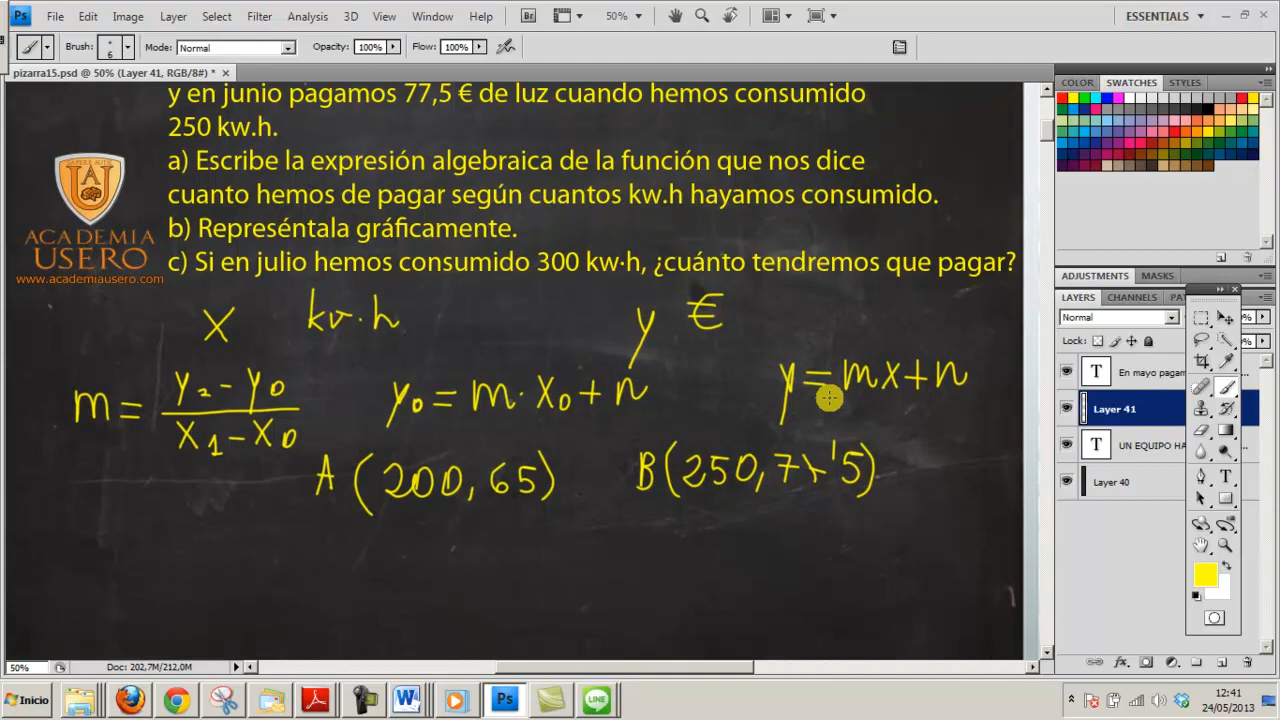 Ps File Edit Image Layer Select Filter Analysis 3D View Window Help Br 50% ESSENTIALS
Brush: 6 Mode: Normal Opacity: 100% Flow: 100%
pizarra15.psd @ 50% (Layer 41, RGB/8#) *
y en junio pagamos 77,5 € de luz cuando hemos consumido
250 kw.h.
a) Escribe la expresión algebraica de la función que nos dice
cuanto hemos de pagar según cuantos kw.h hayamos consumido.
b) Represéntala gráficamente.
c) Si en julio hemos consumido 300 kw·h, ¿cuánto tendremos que pagar?
ACADEMIA
USERO
www.academiausero.com
x kw·h y €
m = (y₂ - y₀)/(x₁ - x₀) y₀ = m · x₀ + n y = mx + n
A (200, 65) B (250, 77'5)
COLOR SWATCHES STYLES
ADJUSTMENTS MASKS
LAYERS CHANNELS
Normal
Lock:
T En mayo pagam
Layer 41
T UN EQUIPO HA
Layer 40
50% Doc: 202,7M/212,0M
Inicio
12:41
24/05/2013